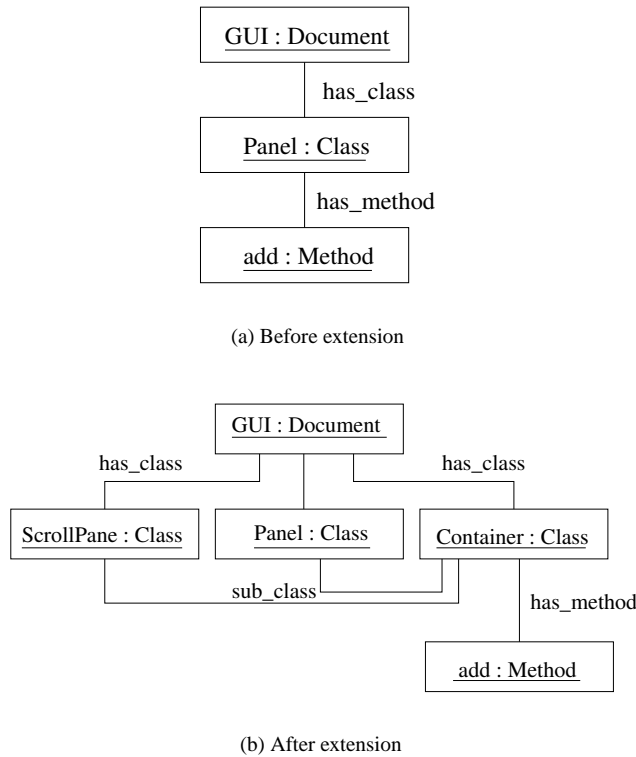 GUI : Document
has_class
Panel : Class
has_method
add : Method
(a) Before extension
GUI : Document
has_class
has_class
ScrollPane : Class
Panel : Class
Container : Class
sub_class
has_method
add : Method
(b) After extension